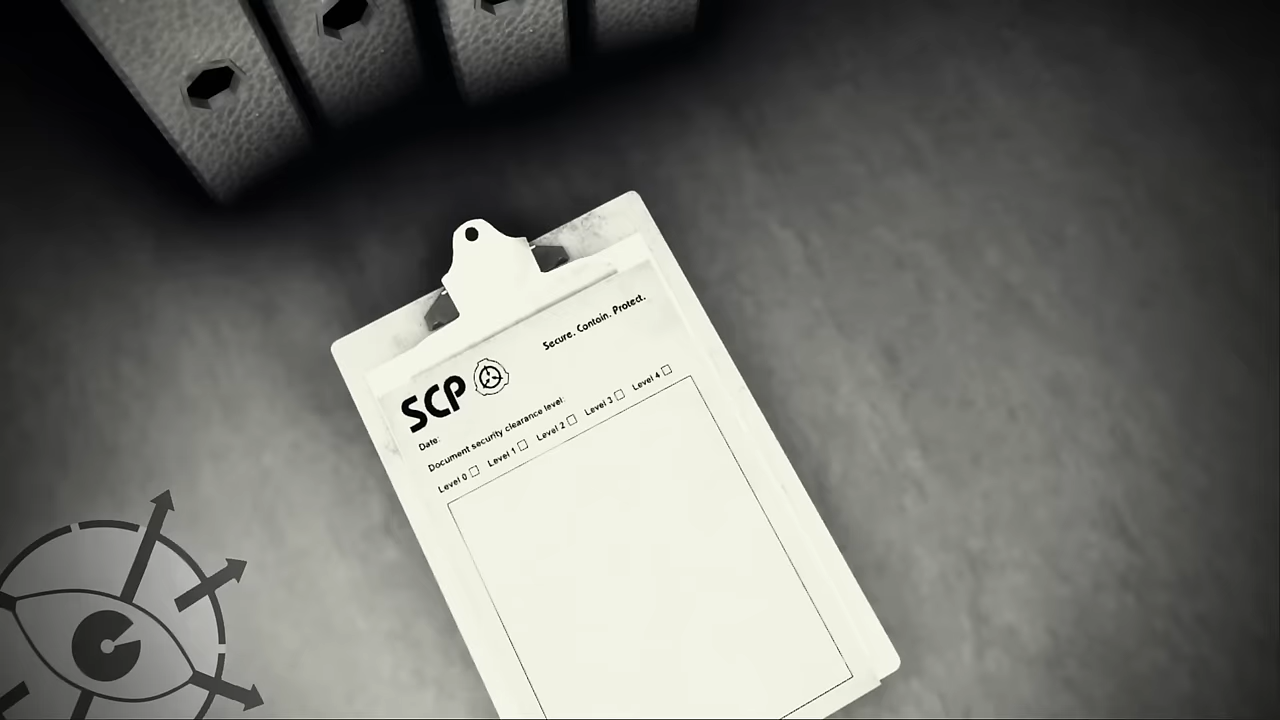 Secure. Contain. Protect.
SCP
Date:
Document security clearance level:
Level 0 Level 1 Level 2 Level 3 Level 4